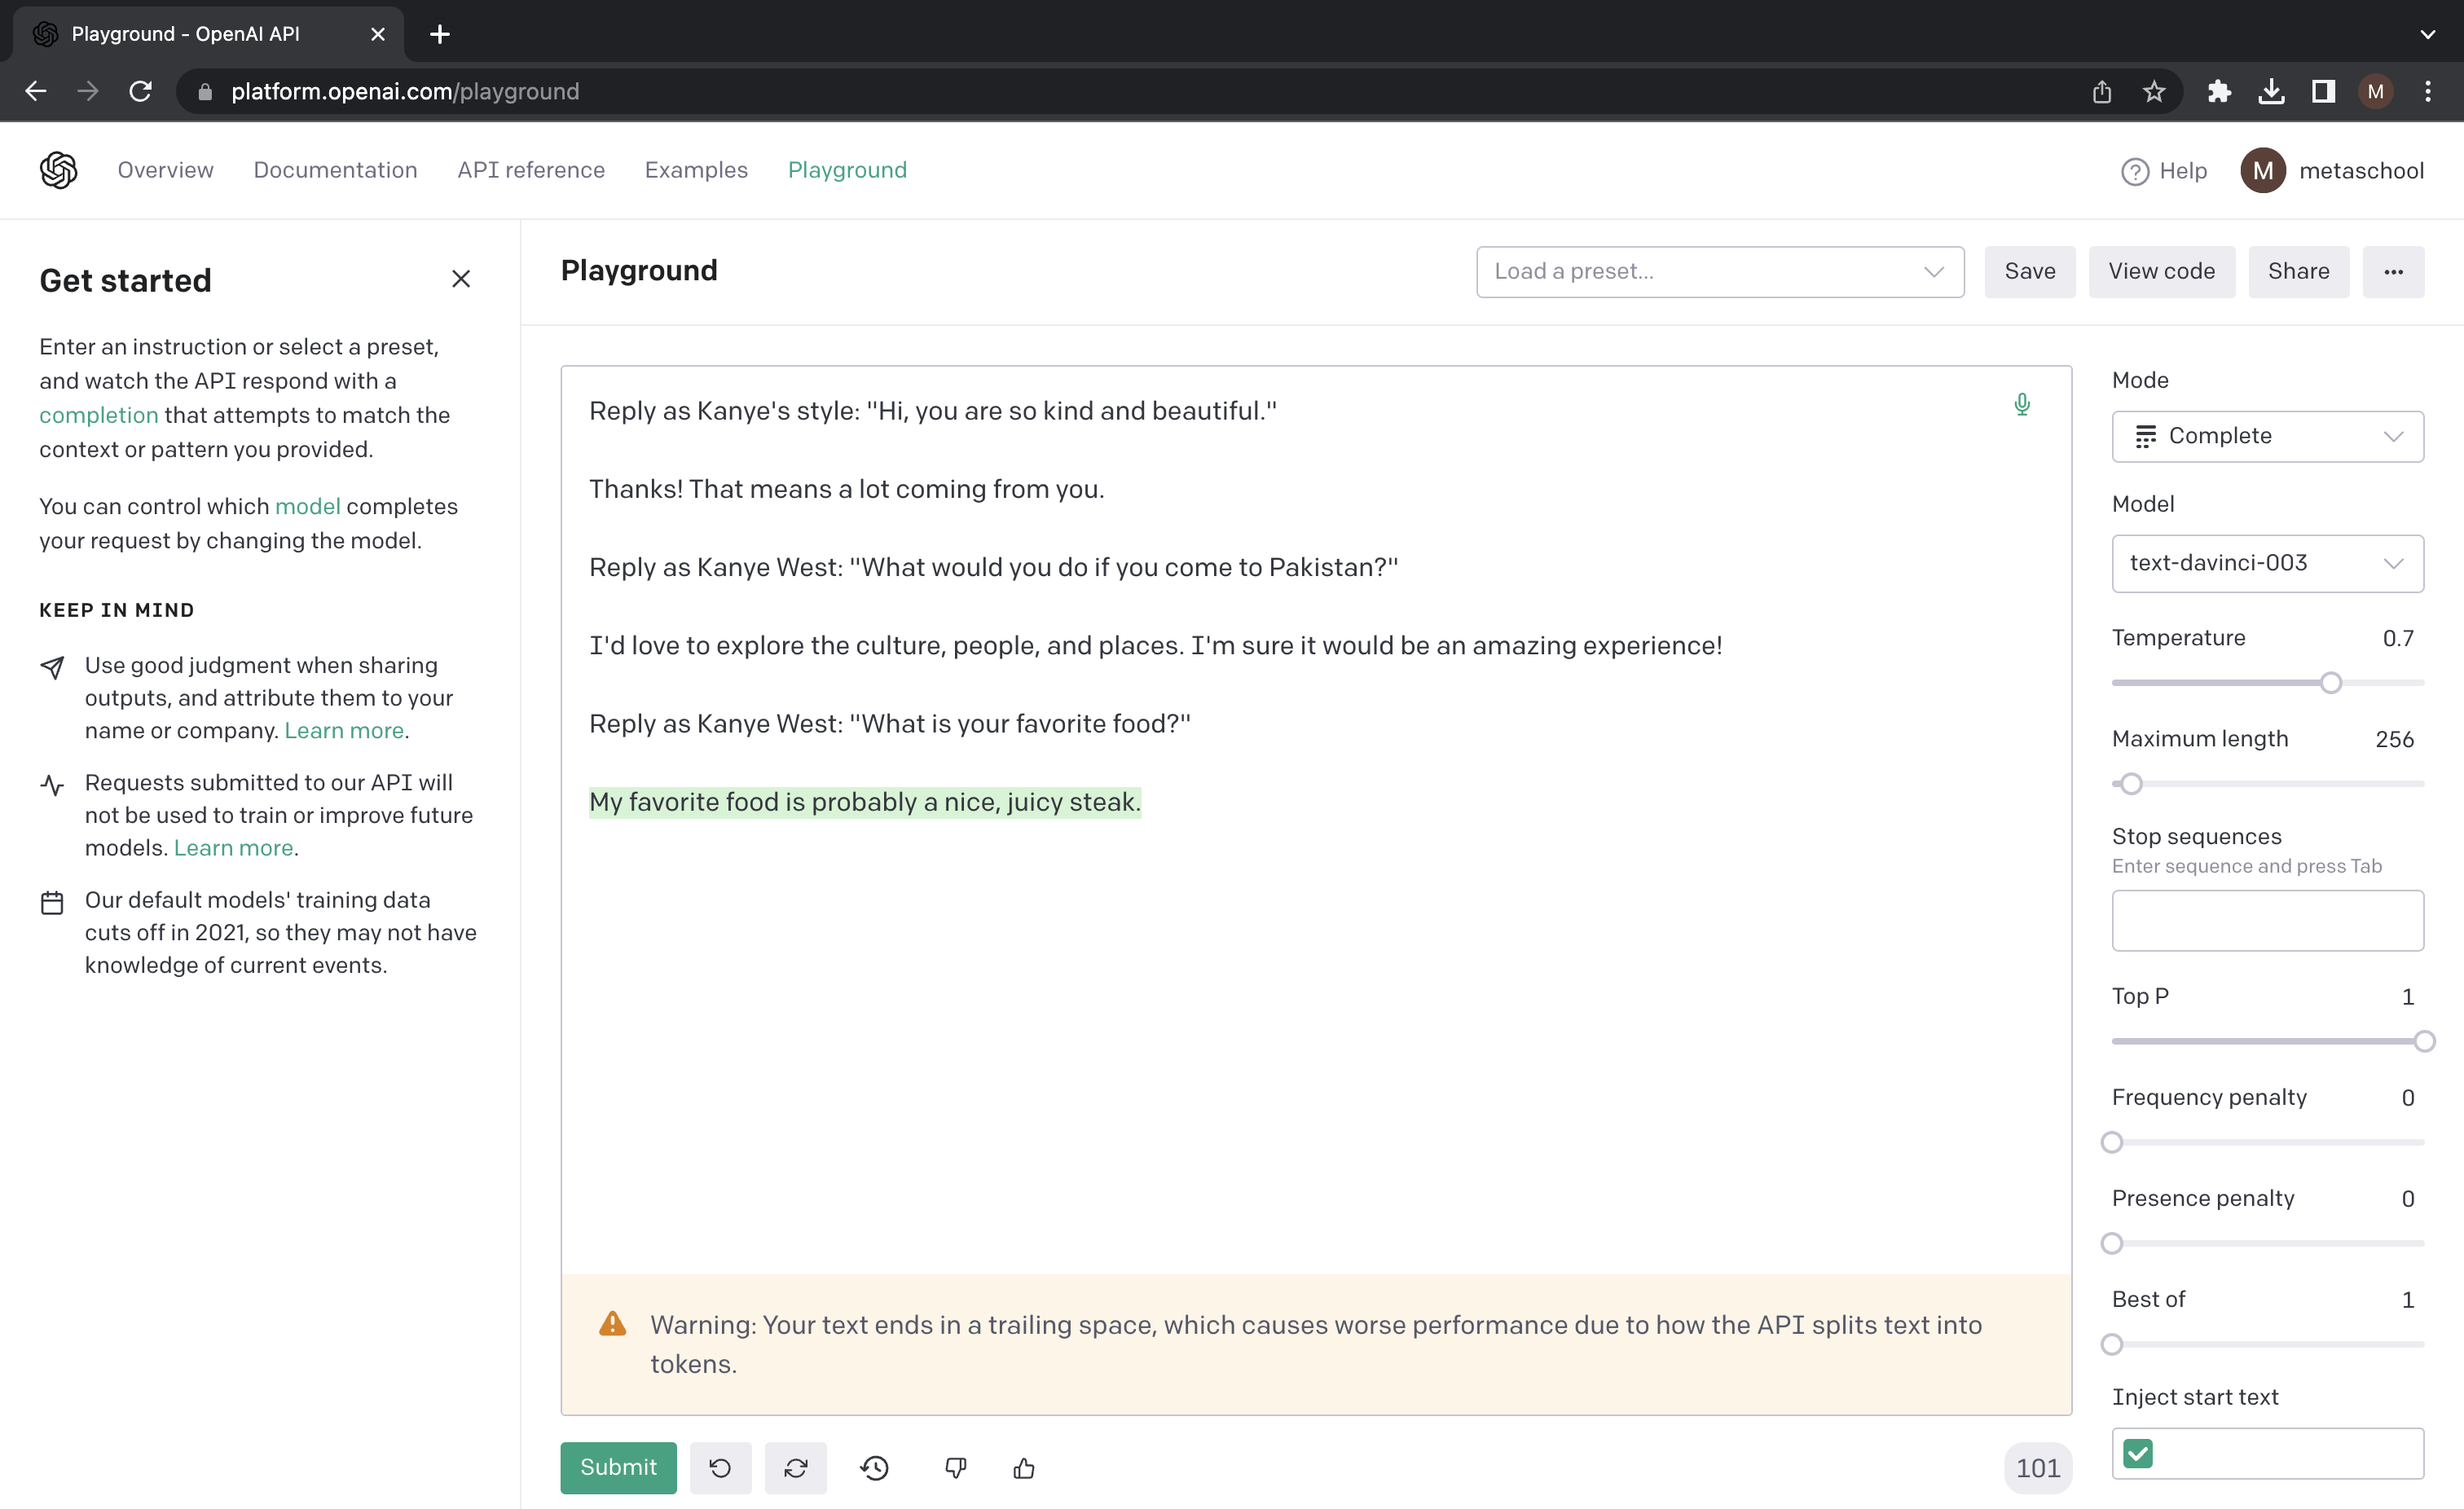 Playground - OpenAI API
platform.openai.com/playground
M
Overview Documentation API reference Examples Playground
Help M metaschool
Get started
Enter an instruction or select a preset,
and watch the API respond with a
completion that attempts to match the
context or pattern you provided.
You can control which model completes
your request by changing the model.
KEEP IN MIND
Use good judgment when sharing
outputs, and attribute them to your
name or company. Learn more.
Requests submitted to our API will
not be used to train or improve future
models. Learn more.
Our default models' training data
cuts off in 2021, so they may not have
knowledge of current events.
Playground
Load a preset...
Save View code Share
Reply as Kanye's style: "Hi, you are so kind and beautiful."
Thanks! That means a lot coming from you.
Reply as Kanye West: "What would you do if you come to Pakistan?"
I'd love to explore the culture, people, and places. I'm sure it would be an amazing experience!
Reply as Kanye West: "What is your favorite food?"
My favorite food is probably a nice, juicy steak.
Warning: Your text ends in a trailing space, which causes worse performance due to how the API splits text into
tokens.
Submit
101
Mode
Complete
Model
text-davinci-003
Temperature 0.7
Maximum length 256
Stop sequences
Enter sequence and press Tab
Top P 1
Frequency penalty 0
Presence penalty 0
Best of 1
Inject start text